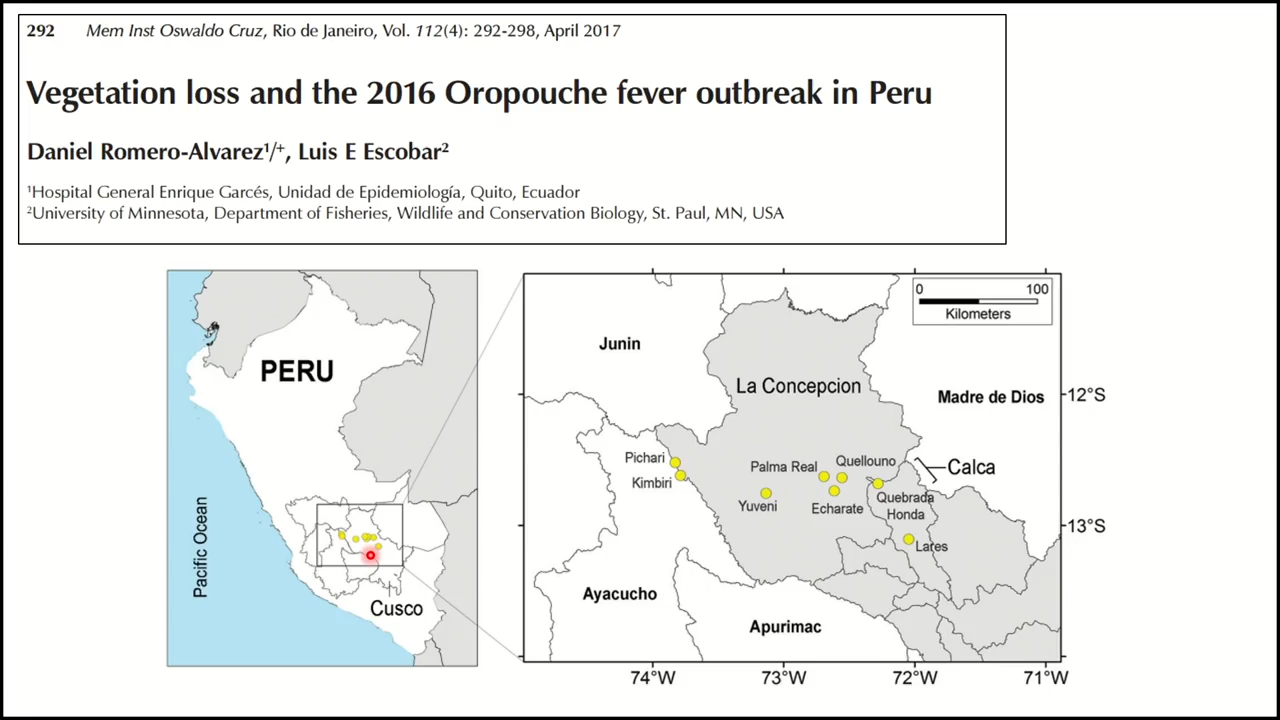 292 Mem Inst Oswaldo Cruz, Rio de Janeiro, Vol. 112(4): 292-298, April 2017
Vegetation loss and the 2016 Oropouche fever outbreak in Peru
Daniel Romero-Alvarez¹/⁺, Luis E Escobar²
¹Hospital General Enrique Garcés, Unidad de Epidemiología, Quito, Ecuador
²University of Minnesota, Department of Fisheries, Wildlife and Conservation Biology, St. Paul, MN, USA
PERU
Pacific Ocean
Cusco
0 100
Kilometers
Junin
La Concepcion
Madre de Dios
12°S
Pichari
Kimbiri
Palma Real
Quellouno
Calca
Yuveni
Echarate
Quebrada
Honda
13°S
Lares
Ayacucho
Apurimac
74°W 73°W 72°W 71°W